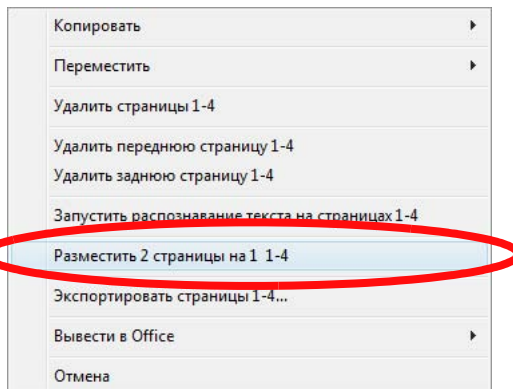 Копировать
Переместить
Удалить страницы 1-4
Удалить переднюю страницу 1-4
Удалить заднюю страницу 1-4
Запустить распознавание текста на страницах 1-4
Разместить 2 страницы на 1 1-4
Экспортировать страницы 1-4...
Вывести в Office
Отмена